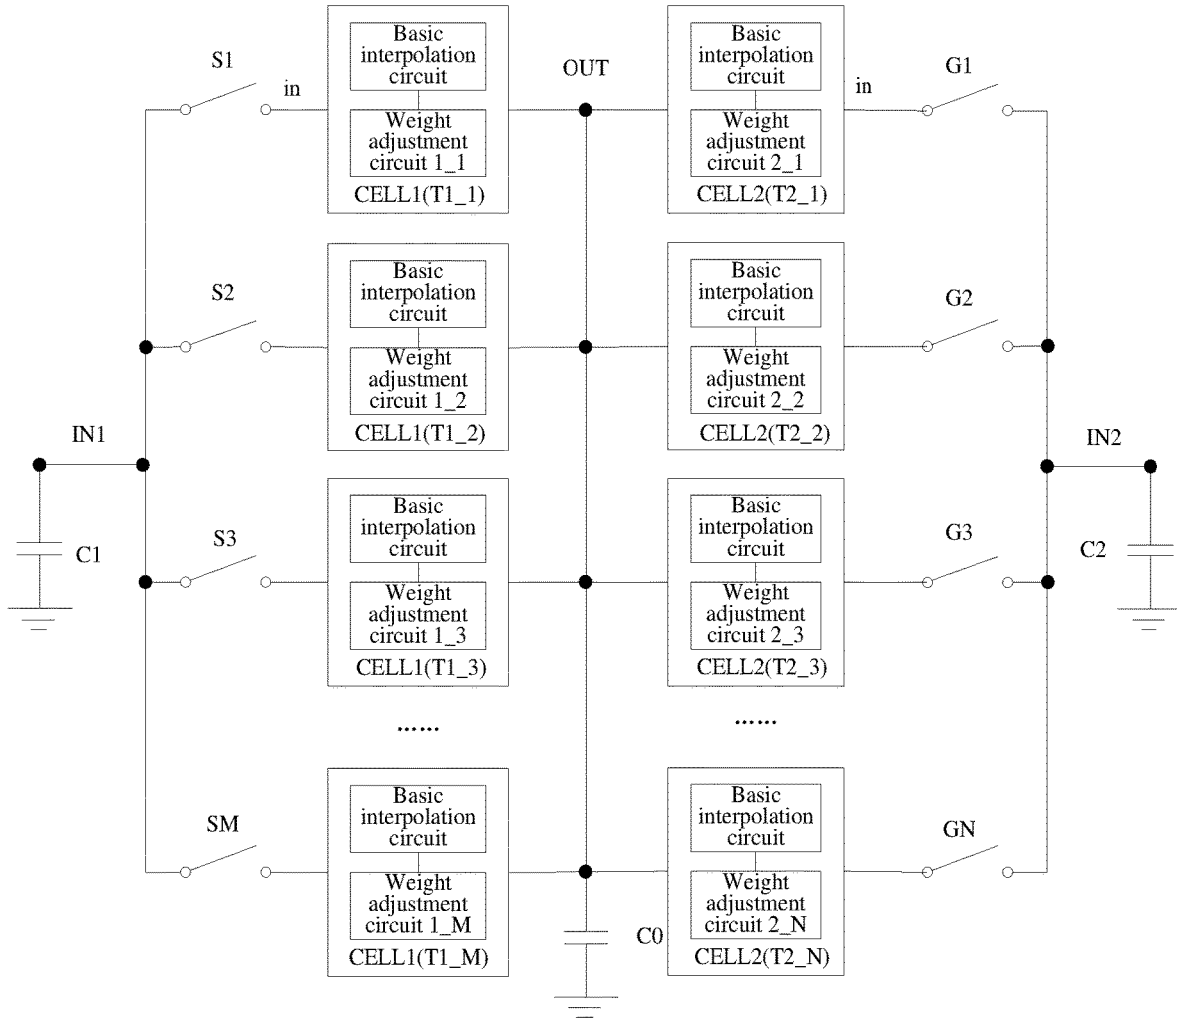 S1
in
Basic
interpolation
circuit
Weight
adjustment
circuit 1_1
CELL1(T1_1)
OUT
Basic
interpolation
circuit
Weight
adjustment
circuit 2_1
CELL2(T2_1)
in
G1
S2
Basic
interpolation
circuit
Weight
adjustment
circuit 1_2
CELL1(T1_2)
Basic
interpolation
circuit
Weight
adjustment
circuit 2_2
CELL2(T2_2)
G2
IN1
C1
IN2
C2
S3
Basic
interpolation
circuit
Weight
adjustment
circuit 1_3
CELL1(T1_3)
Basic
interpolation
circuit
Weight
adjustment
circuit 2_3
CELL2(T2_3)
G3
......
......
SM
Basic
interpolation
circuit
Weight
adjustment
circuit 1_M
CELL1(T1_M)
C0
Basic
interpolation
circuit
Weight
adjustment
circuit 2_N
CELL2(T2_N)
GN